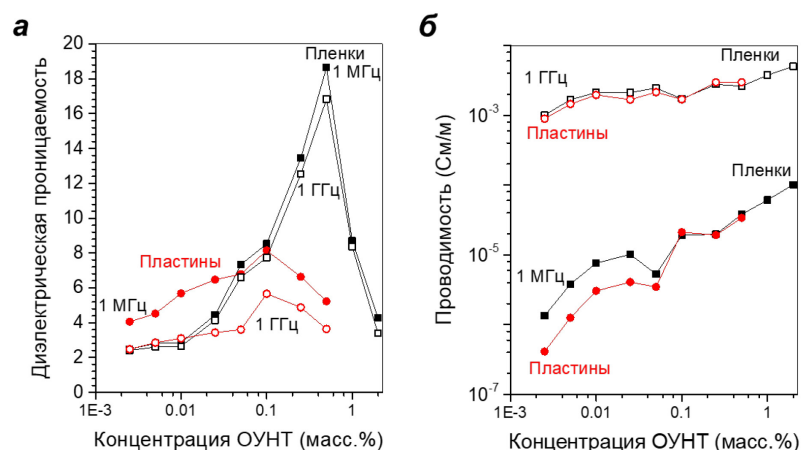 а
Диэлектрическая проницаемость
20
18
16
14
12
10
8
6
4
2
0
Пленки
1 МГц
1 ГГц
Пластины
1 МГц
1 ГГц
1E-3
0.01
0.1
1
Концентрация ОУНТ (масс.%)
б
Проводимость (См/м)
10-3
10-5
10-7
Пленки
1 ГГц
Пластины
Пленки
1 МГц
Пластины
1E-3
0.01
0.1
1
Концентрация ОУНТ (масс.%)